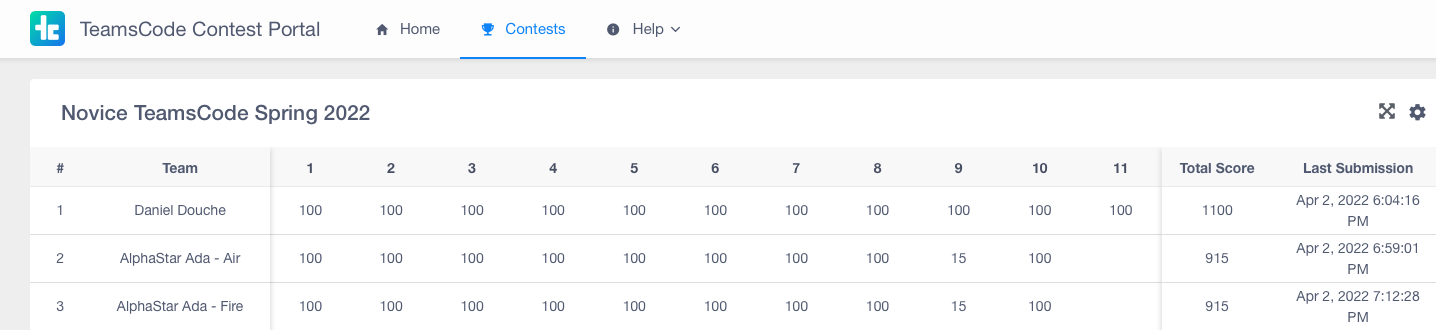 tc TeamsCode Contest Portal Home Contests Help
Novice TeamsCode Spring 2022
# Team 1 2 3 4 5 6 7 8 9 10 11 Total Score Last Submission
1 Daniel Douche 100 100 100 100 100 100 100 100 100 100 100 1100 Apr 2, 2022 6:04:16 PM
2 AlphaStar Ada - Air 100 100 100 100 100 100 100 100 15 100 915 Apr 2, 2022 6:59:01 PM
3 AlphaStar Ada - Fire 100 100 100 100 100 100 100 100 15 100 915 Apr 2, 2022 7:12:28 PM